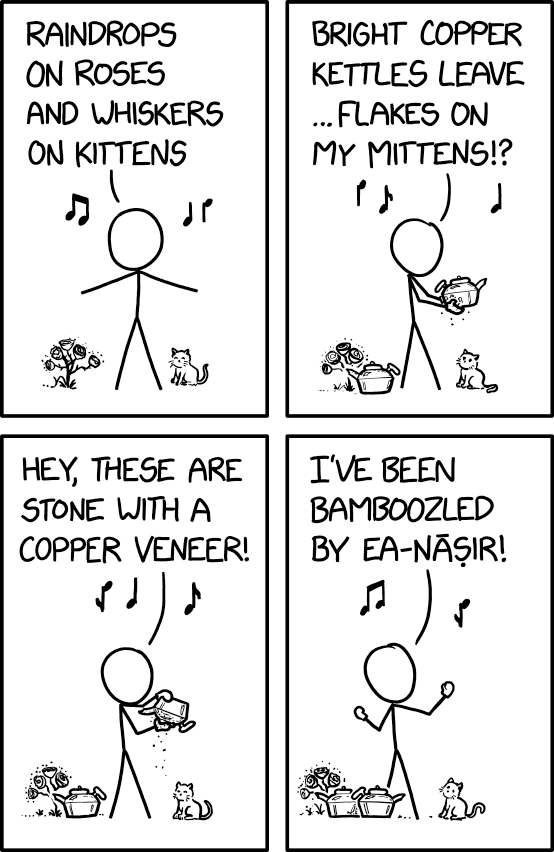 RAINDROPS
ON ROSES
AND WHISKERS
ON KITTENS
BRIGHT COPPER
KETTLES LEAVE
...FLAKES ON
MY MITTENS!?
HEY, THESE ARE
STONE WITH A
COPPER VENEER!
I'VE BEEN
BAMBOOZLED
BY EA-NĀṢIR!